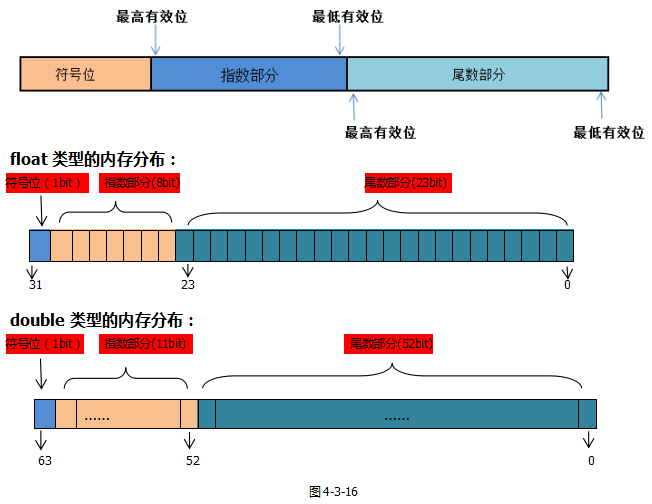 最高有效位 最低有效位
符号位 指数部分 尾数部分
最高有效位 最低有效位
float 类型的内存分布：
符号位（1bit） 指数部分(8bit) 尾数部分(23bit)
31 23 0
double 类型的内存分布：
符号位（1bit） 指数部分(11bit) 尾数部分(52bit)
...... ......
63 52 0
图4-3-16